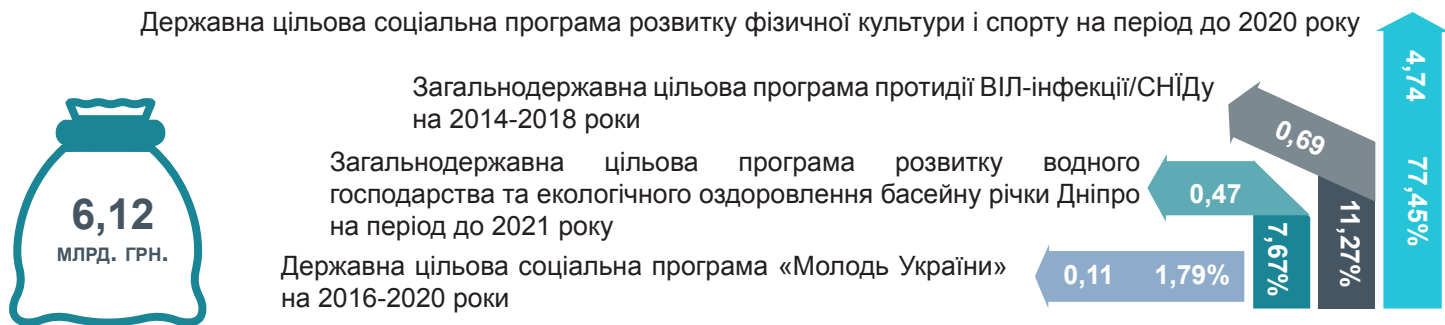 Державна цільова соціальна програма розвитку фізичної культури і спорту на період до 2020 року
4,74
77,45%
Загальнодержавна цільова програма протидії ВІЛ-інфекції/СНЇДу
на 2014-2018 роки
0,69
11,27%
Загальнодержавна цільова програма розвитку водного
господарства та екологічного оздоровлення басейну річки Дніпро
на період до 2021 року
0,47
7,67%
6,12
МЛРД. ГРН.
Державна цільова соціальна програма «Молодь України»
на 2016-2020 роки
0,11 1,79%